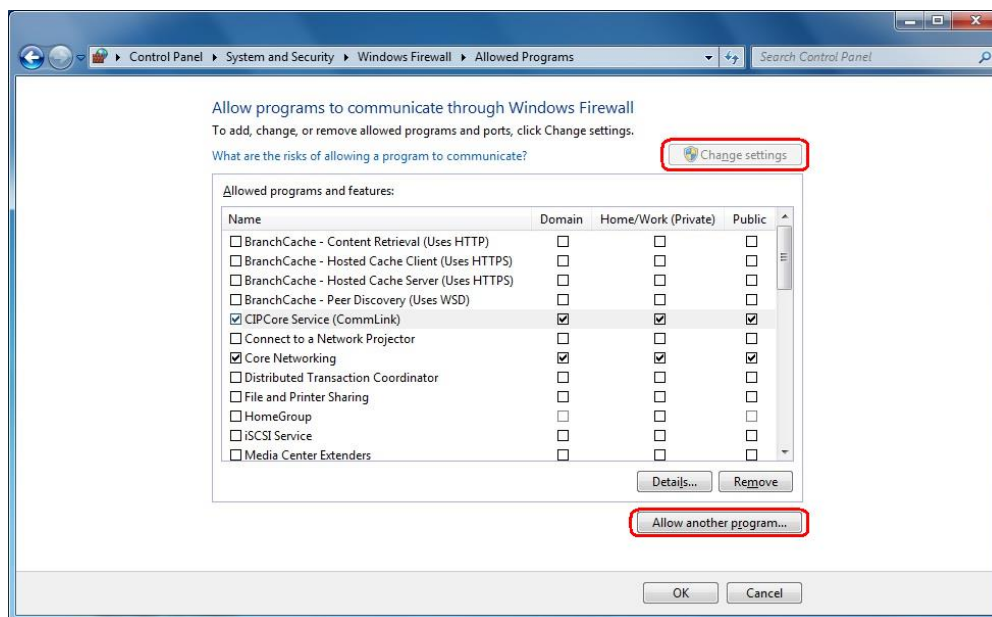 Control Panel ▸ System and Security ▸ Windows Firewall ▸ Allowed Programs
Search Control Panel
Allow programs to communicate through Windows Firewall
To add, change, or remove allowed programs and ports, click Change settings.
What are the risks of allowing a program to communicate?
Change settings
Allowed programs and features:
Name Domain Home/Work (Private) Public
BranchCache - Content Retrieval (Uses HTTP)
BranchCache - Hosted Cache Client (Uses HTTPS)
BranchCache - Hosted Cache Server (Uses HTTPS)
BranchCache - Peer Discovery (Uses WSD)
CIPCore Service (CommLink)
Connect to a Network Projector
Core Networking
Distributed Transaction Coordinator
File and Printer Sharing
HomeGroup
iSCSI Service
Media Center Extenders
Details... Remove
Allow another program...
OK Cancel